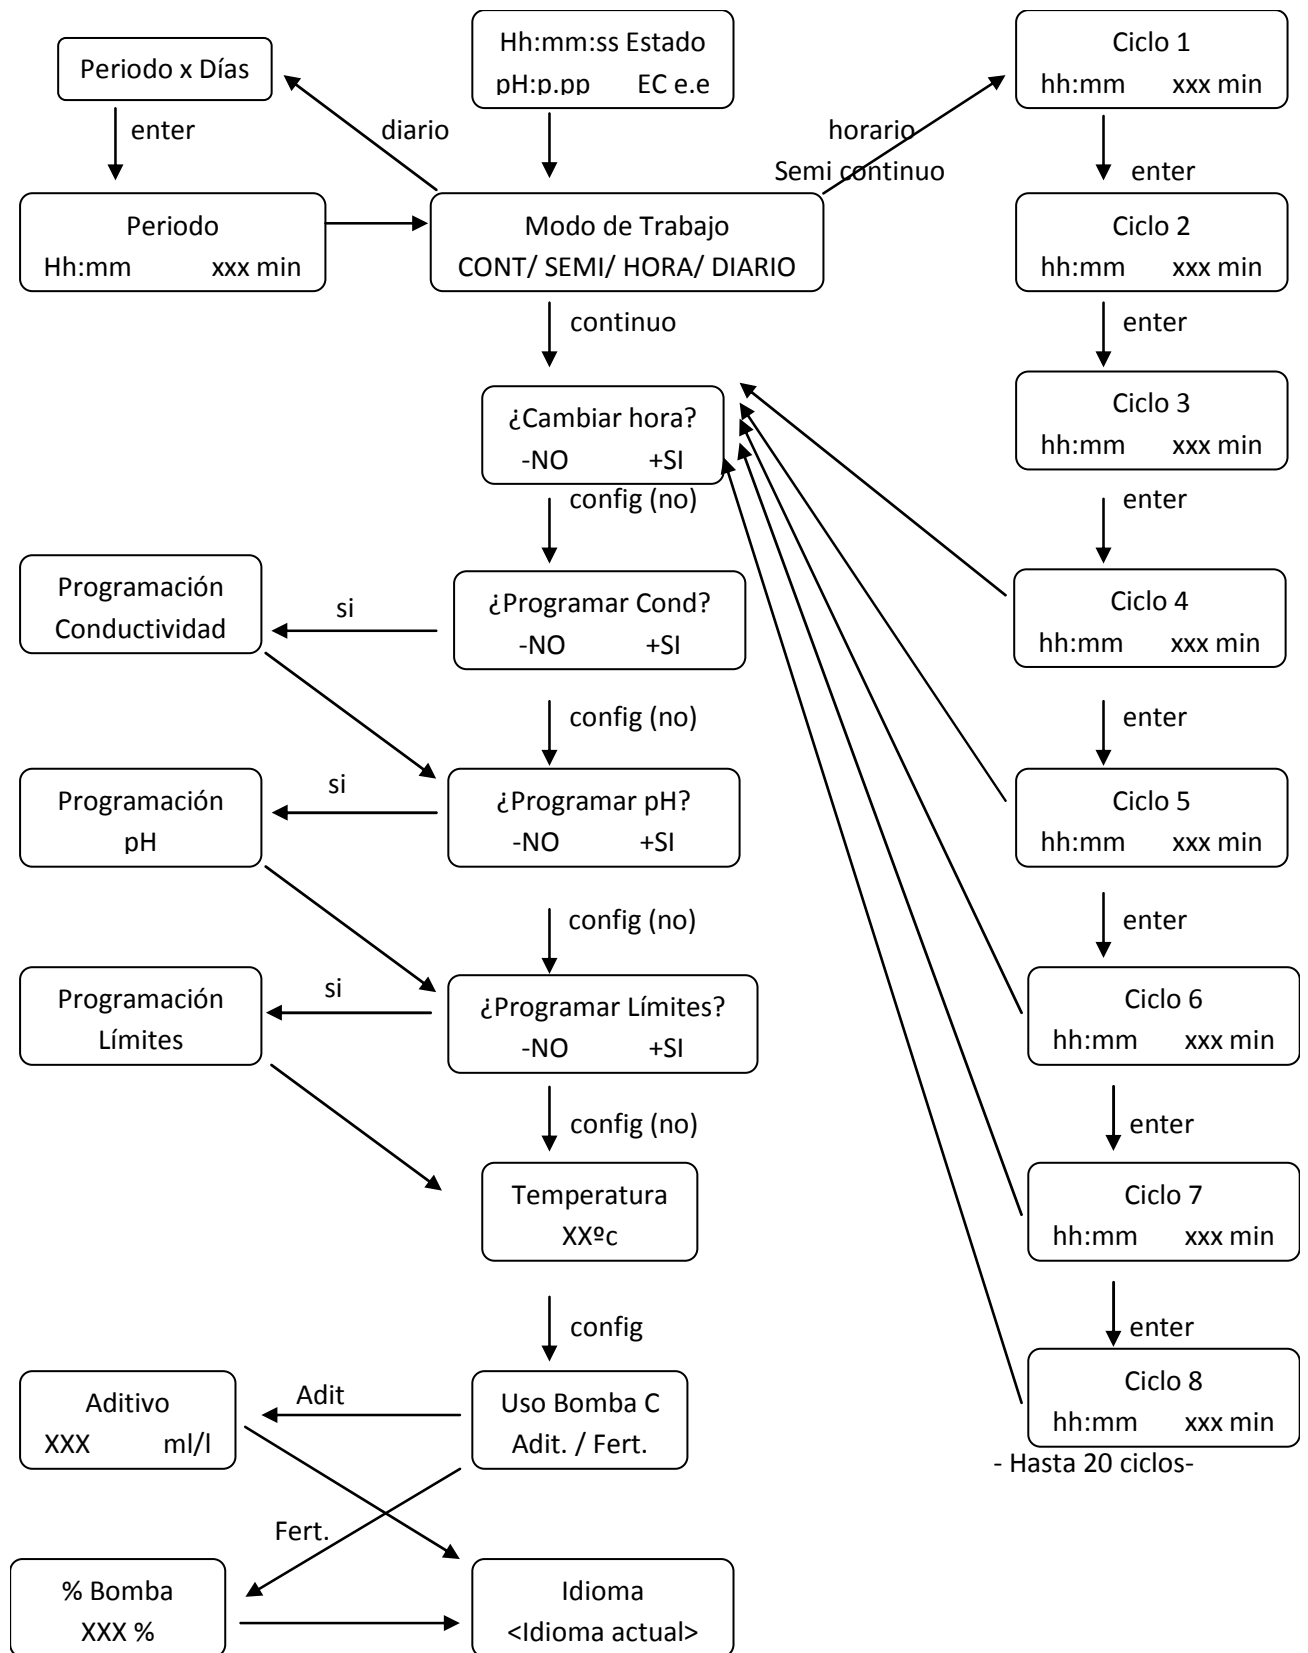 Periodo x Días
Hh:mm:ss Estado
pH:p.pp EC e.e
Ciclo 1
hh:mm xxx min
enter
diario
horario
Semi continuo
enter
Periodo
Hh:mm xxx min
Modo de Trabajo
CONT/ SEMI/ HORA/ DIARIO
Ciclo 2
hh:mm xxx min
continuo
enter
¿Cambiar hora?
-NO +SI
Ciclo 3
hh:mm xxx min
config (no)
enter
Programación
Conductividad
si
¿Programar Cond?
-NO +SI
Ciclo 4
hh:mm xxx min
config (no)
enter
Programación
pH
si
¿Programar pH?
-NO +SI
Ciclo 5
hh:mm xxx min
config (no)
enter
Programación
Límites
si
¿Programar Límites?
-NO +SI
Ciclo 6
hh:mm xxx min
config (no)
enter
Temperatura
XXºc
Ciclo 7
hh:mm xxx min
config
enter
Aditivo
XXX ml/l
Adit
Uso Bomba C
Adit. / Fert.
Ciclo 8
hh:mm xxx min
- Hasta 20 ciclos-
Fert.
% Bomba
XXX %
Idioma
<Idioma actual>